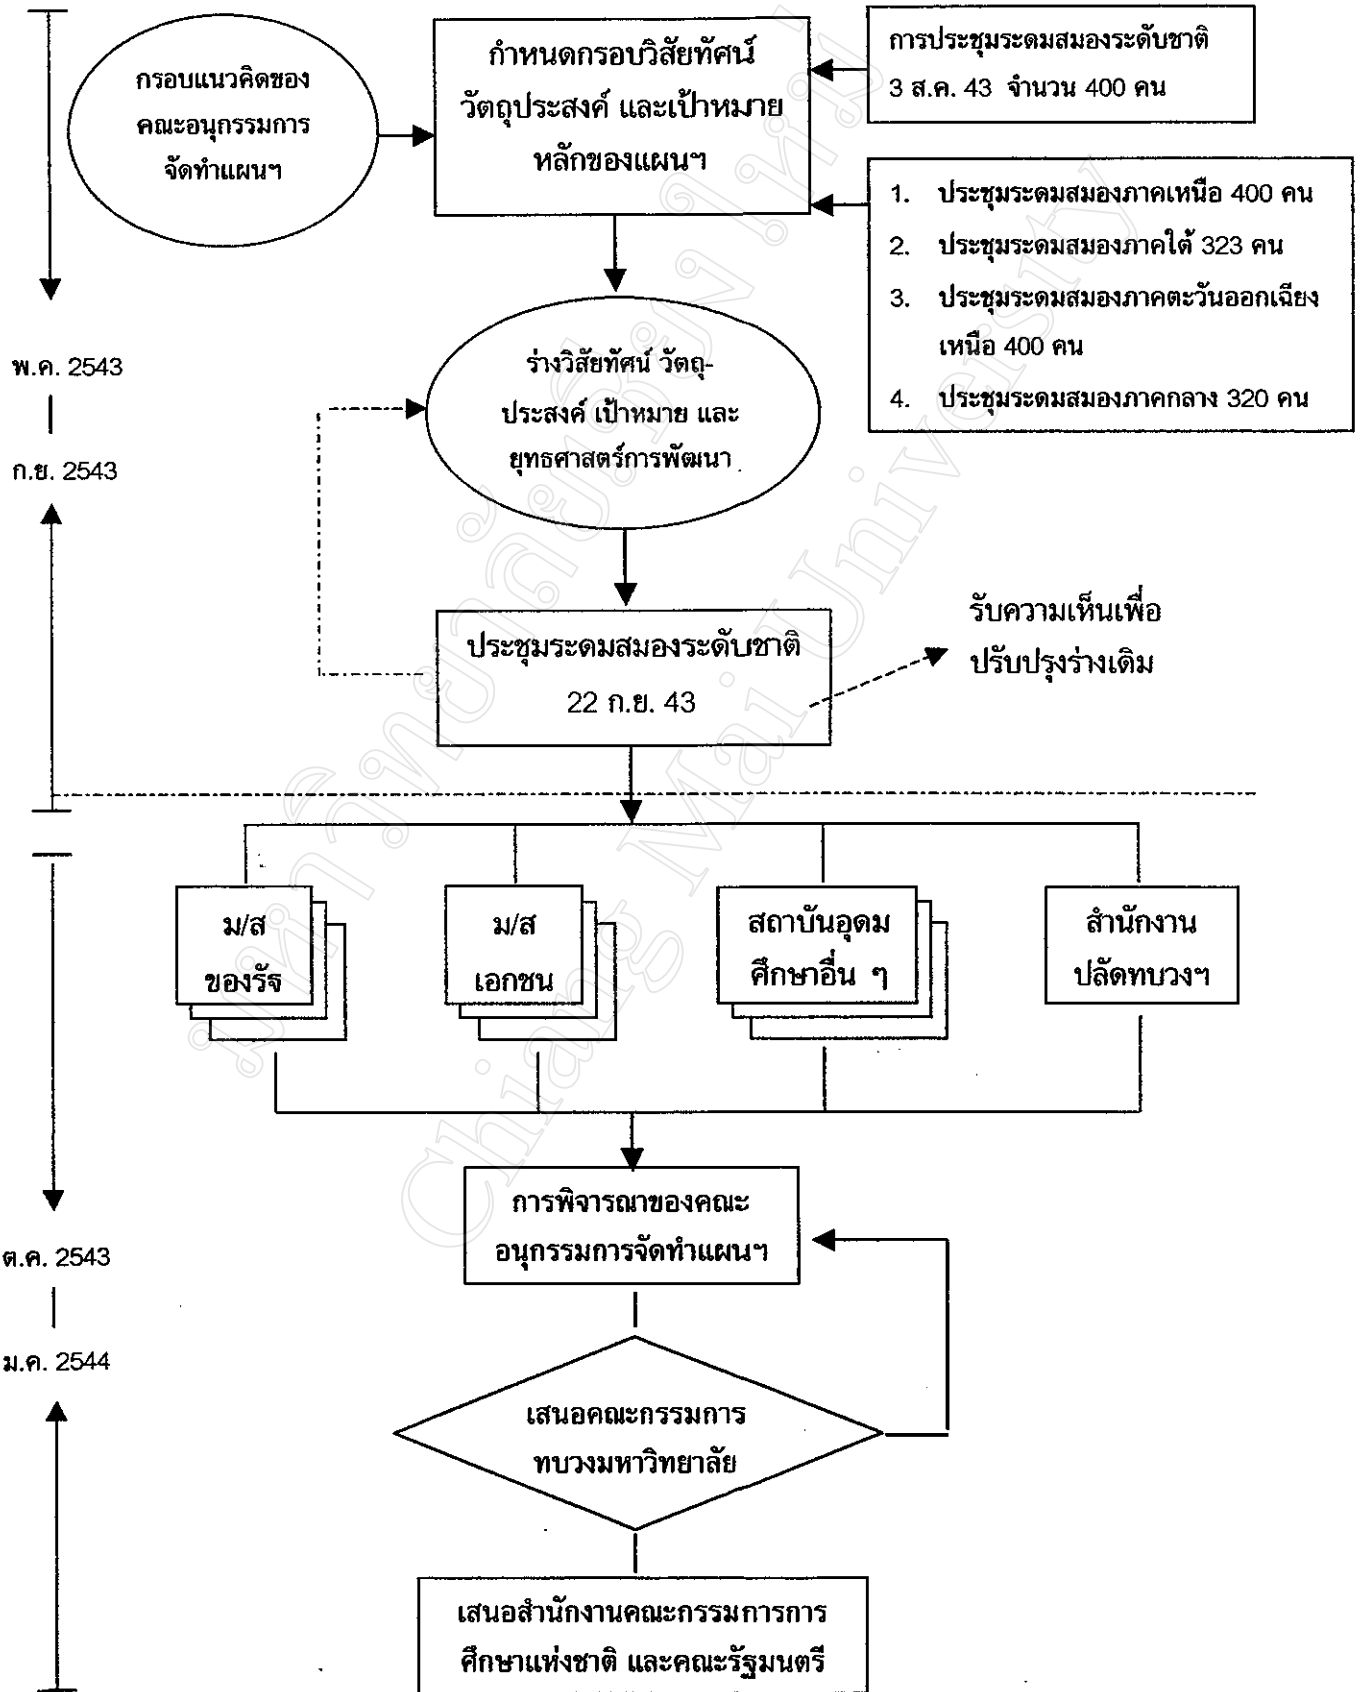 กรอบแนวคิดของ
คณะอนุกรรมการ
จัดทำแผนฯ
กำหนดกรอบวิสัยทัศน์
วัตถุประสงค์ และเป้าหมาย
หลักของแผนฯ
การประชุมระดมสมองระดับชาติ
3 ส.ค. 43 จำนวน 400 คน
1. ประชุมระดมสมองภาคเหนือ 400 คน
2. ประชุมระดมสมองภาคใต้ 323 คน
3. ประชุมระดมสมองภาคตะวันออกเฉียง
เหนือ 400 คน
4. ประชุมระดมสมองภาคกลาง 320 คน
พ.ค. 2543
ก.ย. 2543
ร่างวิสัยทัศน์ วัตถุ-
ประสงค์ เป้าหมาย และ
ยุทธศาสตร์การพัฒนา
ประชุมระดมสมองระดับชาติ
22 ก.ย. 43
รับความเห็นเพื่อ
ปรับปรุงร่างเดิม
ม/ส
ของรัฐ
ม/ส
เอกชน
สถาบันอุดม
ศึกษาอื่น ๆ
สำนักงาน
ปลัดทบวงฯ
การพิจารณาของคณะ
อนุกรรมการจัดทำแผนฯ
ต.ค. 2543
ม.ค. 2544
เสนอคณะกรรมการ
ทบวงมหาวิทยาลัย
เสนอสำนักงานคณะกรรมการการ
ศึกษาแห่งชาติ และคณะรัฐมนตรี
มหาวิทยาลัยเชียงใหม่
Chiang Mai University